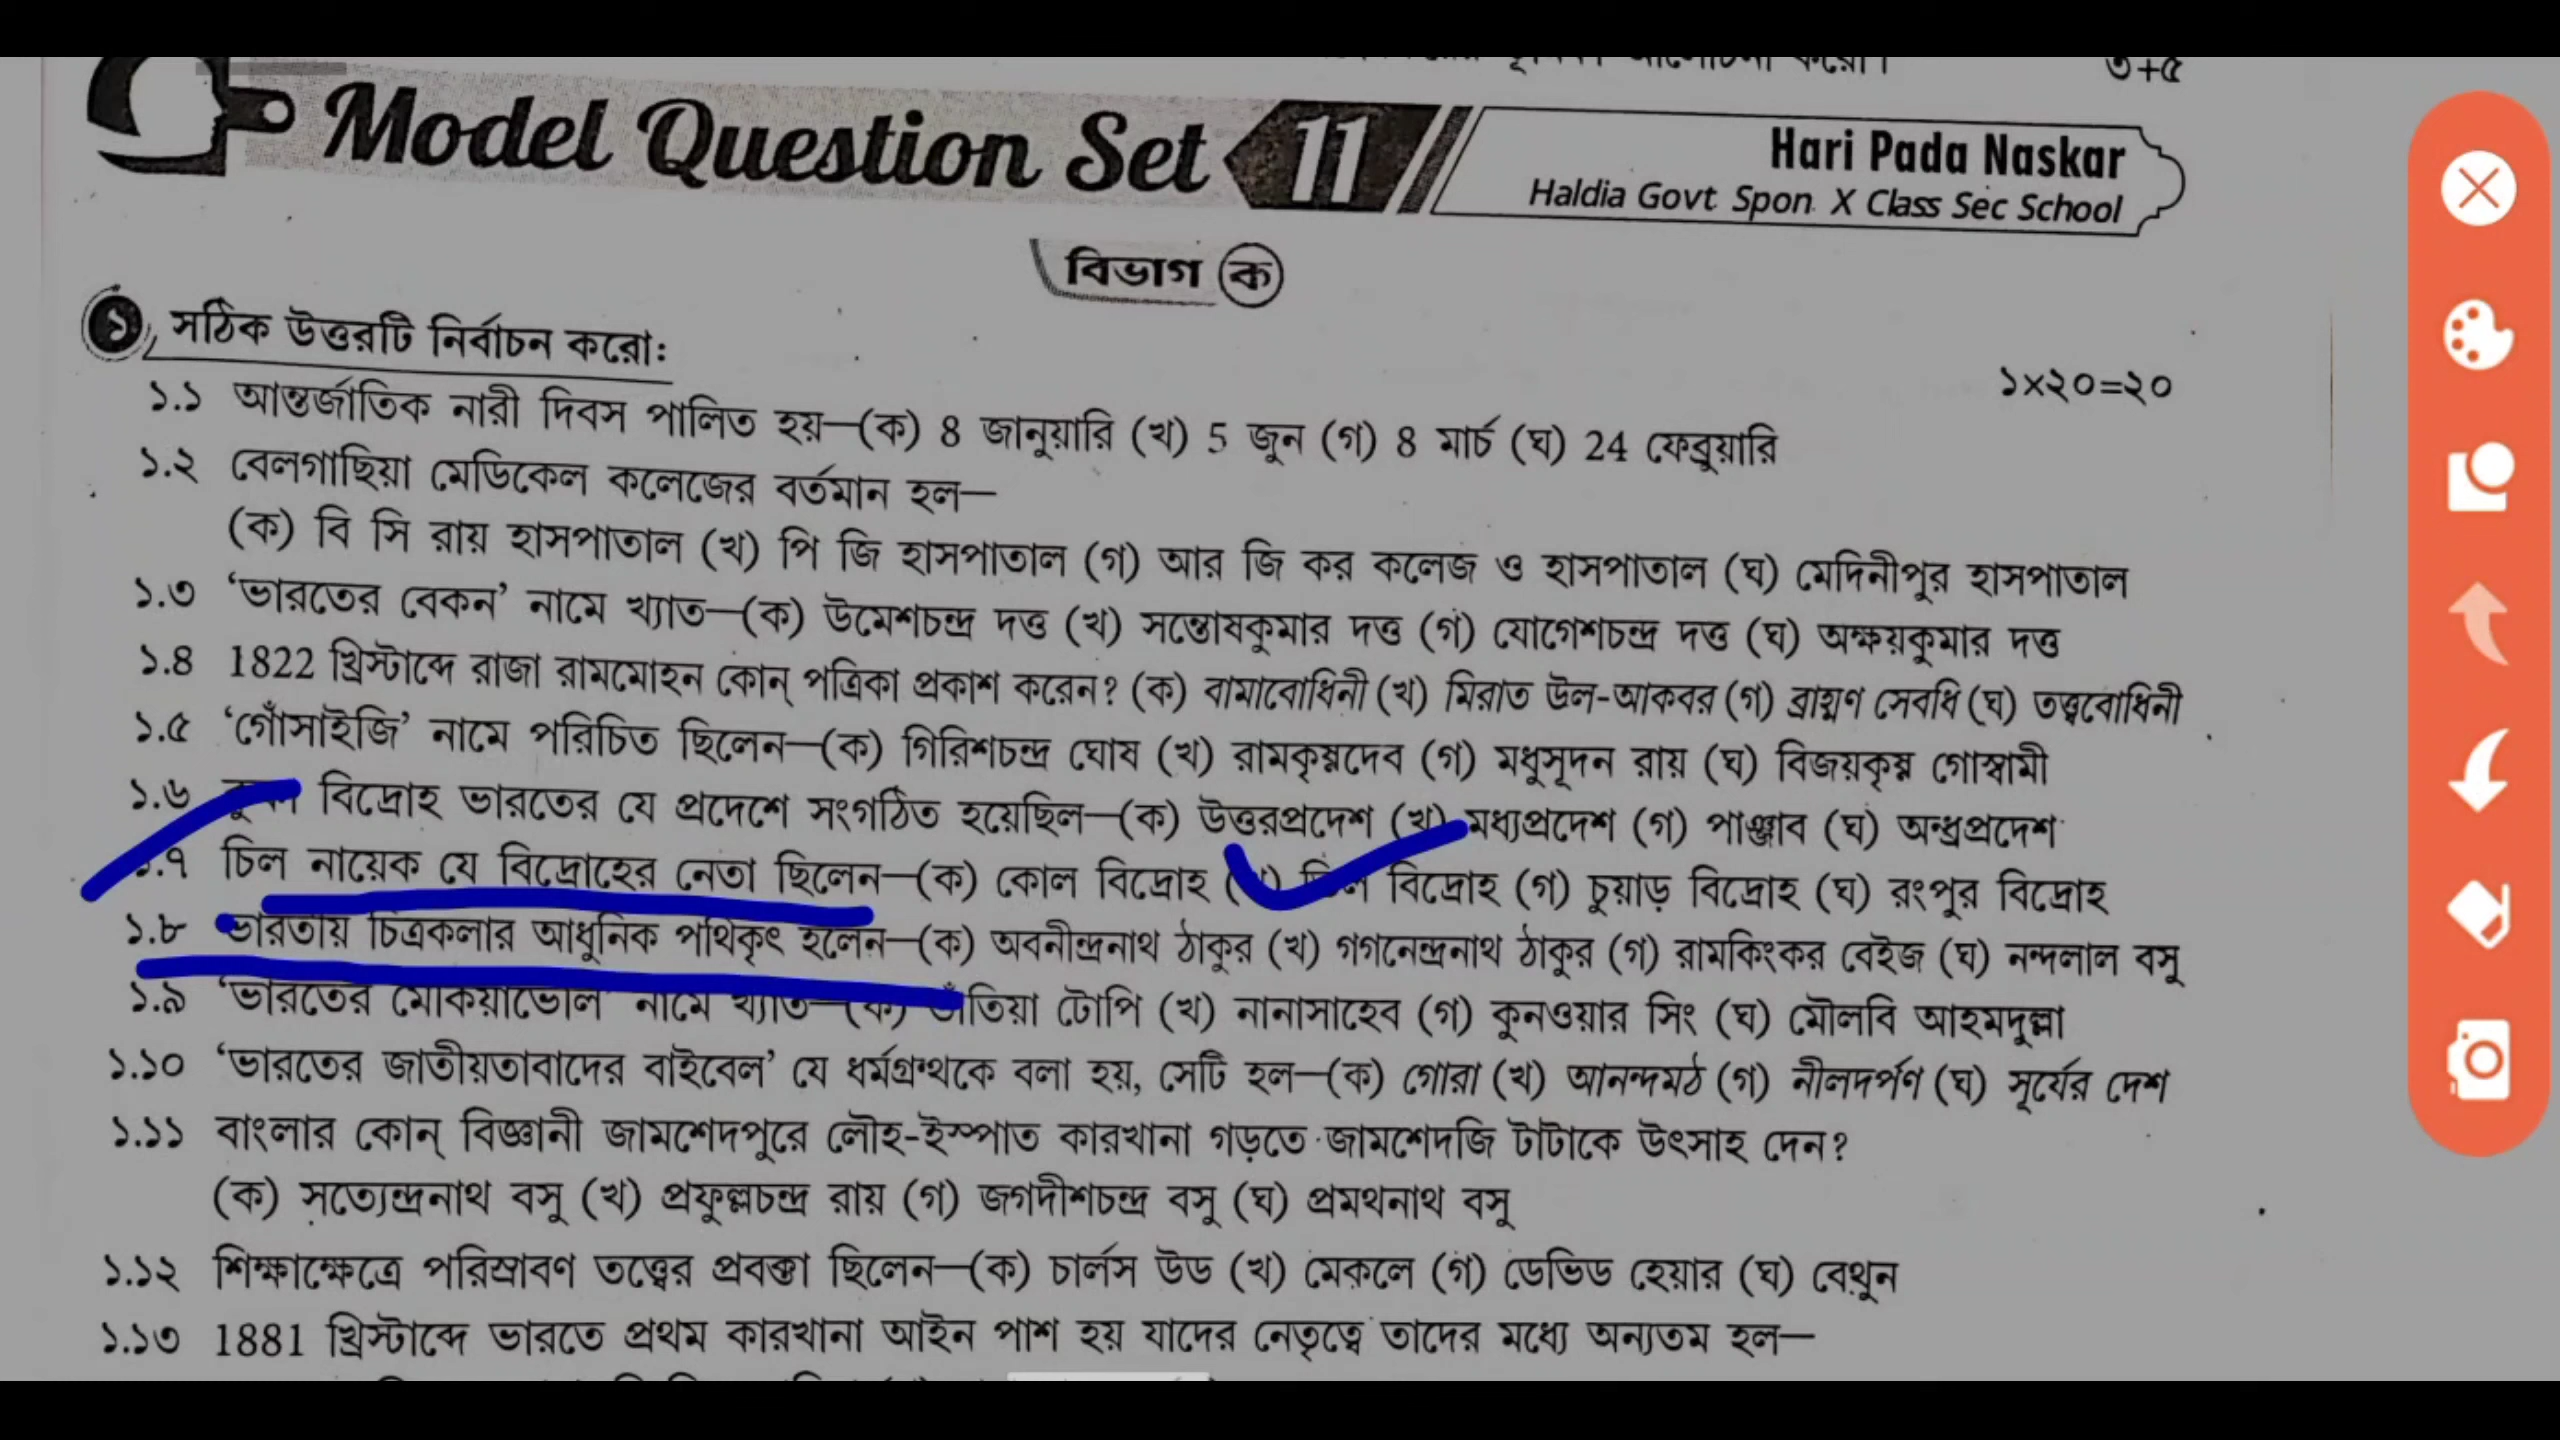 ৩+৫
Model Question Set 11
Hari Pada Naskar
Haldia Govt Spon. X Class Sec School
বিভাগ ক
১ সঠিক উত্তরটি নির্বাচন করো:
১×২০=২০
১.১ আন্তর্জাতিক নারী দিবস পালিত হয়—(ক) 8 জানুয়ারি (খ) 5 জুন (গ) 8 মার্চ (ঘ) 24 ফেব্রুয়ারি
১.২ বেলগাছিয়া মেডিকেল কলেজের বর্তমান হল—
(ক) বি সি রায় হাসপাতাল (খ) পি জি হাসপাতাল (গ) আর জি কর কলেজ ও হাসপাতাল (ঘ) মেদিনীপুর হাসপাতাল
১.৩ ‘ভারতের বেকন’ নামে খ্যাত—(ক) উমেশচন্দ্র দত্ত (খ) সন্তোষকুমার দত্ত (গ) যোগেশচন্দ্র দত্ত (ঘ) অক্ষয়কুমার দত্ত
১.৪ 1822 খ্রিস্টাব্দে রাজা রামমোহন কোন্ পত্রিকা প্রকাশ করেন? (ক) বামাবোধিনী (খ) মিরাত উল-আকবর (গ) ব্রাহ্মণ সেবধি (ঘ) তত্ত্ববোধিনী
১.৫ ‘গোঁসাইজি’ নামে পরিচিত ছিলেন—(ক) গিরিশচন্দ্র ঘোষ (খ) রামকৃষ্ণদেব (গ) মধুসূদন রায় (ঘ) বিজয়কৃষ্ণ গোস্বামী
১.৬ বিদ্রোহ ভারতের যে প্রদেশে সংগঠিত হয়েছিল—(ক) উত্তরপ্রদেশ (খ) মধ্যপ্রদেশ (গ) পাঞ্জাব (ঘ) অন্ধ্রপ্রদেশ
১.৭ চিল নায়েক যে বিদ্রোহের নেতা ছিলেন—(ক) কোল বিদ্রোহ বিদ্রোহ (গ) চুয়াড় বিদ্রোহ (ঘ) রংপুর বিদ্রোহ
১.৮ ভারতীয় চিত্রকলার আধুনিক পথিকৃৎ হলেন—(ক) অবনীন্দ্রনাথ ঠাকুর (খ) গগনেন্দ্রনাথ ঠাকুর (গ) রামকিংকর বেইজ (ঘ) নন্দলাল বসু
১.৯ ‘ভারতের মেকিয়াভেলি’ নামে খ্যাত—(ক) তাঁতিয়া টোপি (খ) নানাসাহেব (গ) কুনওয়ার সিং (ঘ) মৌলবি আহমদুল্লা
১.১০ ‘ভারতের জাতীয়তাবাদের বাইবেল’ যে ধর্মগ্রন্থকে বলা হয়, সেটি হল—(ক) গোরা (খ) আনন্দমঠ (গ) নীলদর্পণ (ঘ) সূর্যের দেশ
১.১১ বাংলার কোন্ বিজ্ঞানী জামশেদপুরে লৌহ-ইস্পাত কারখানা গড়তে জামশেদজি টাটাকে উৎসাহ দেন?
(ক) সত্যেন্দ্রনাথ বসু (খ) প্রফুল্লচন্দ্র রায় (গ) জগদীশচন্দ্র বসু (ঘ) প্রমথনাথ বসু
১.১২ শিক্ষাক্ষেত্রে পরিস্রাবণ তত্ত্বের প্রবক্তা ছিলেন—(ক) চার্লস উড (খ) মেকলে (গ) ডেভিড হেয়ার (ঘ) বেথুন
১.১৩ 1881 খ্রিস্টাব্দে ভারতে প্রথম কারখানা আইন পাশ হয় যাদের নেতৃত্বে তাদের মধ্যে অন্যতম হল—